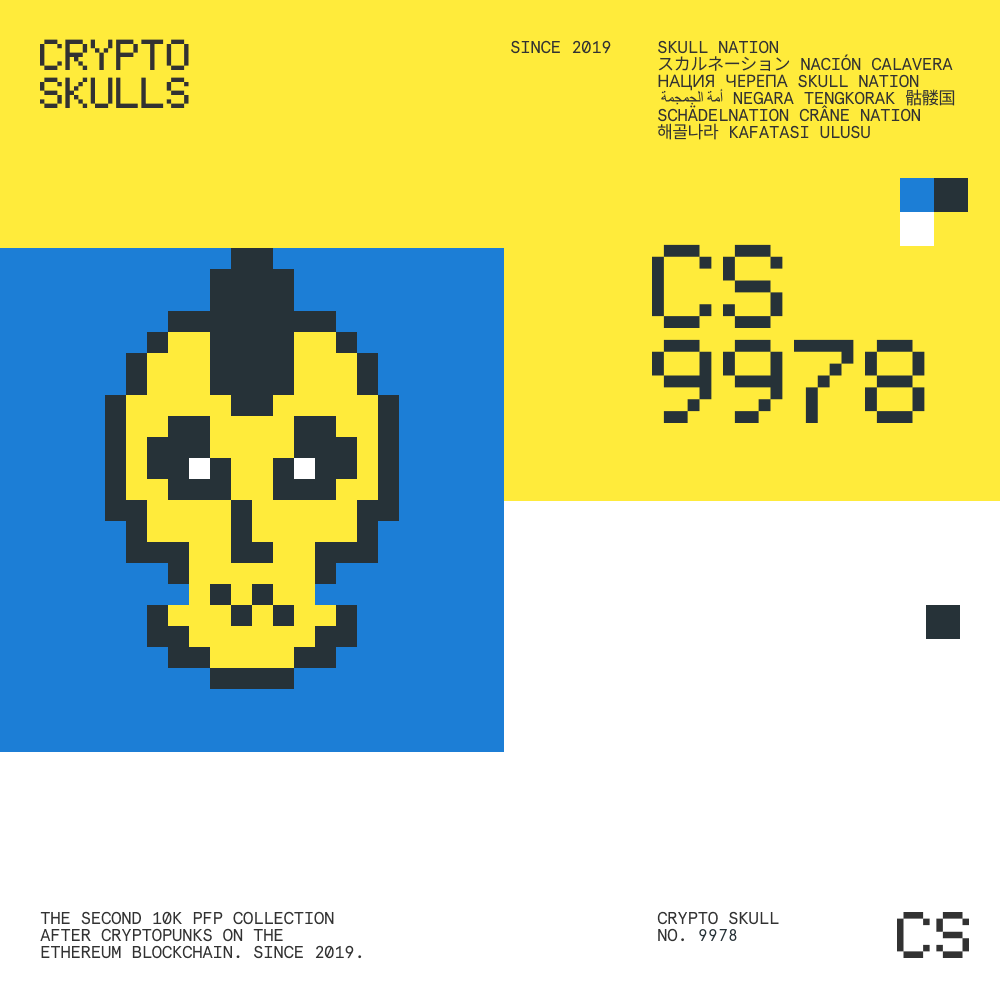 CRYPTO
SKULLS
SINCE 2019
SKULL NATION
スカルネーション NACIÓN CALAVERA
НАЦИЯ ЧЕРЕПА SKULL NATION
أمة الجمجمة NEGARA TENGKORAK 骷髅国
SCHÄDELNATION CRÂNE NATION
해골나라 KAFATASI ULUSU
CS
9978
THE SECOND 10K PFP COLLECTION
AFTER CRYPTOPUNKS ON THE
ETHEREUM BLOCKCHAIN. SINCE 2019.
CRYPTO SKULL
NO. 9978
CS